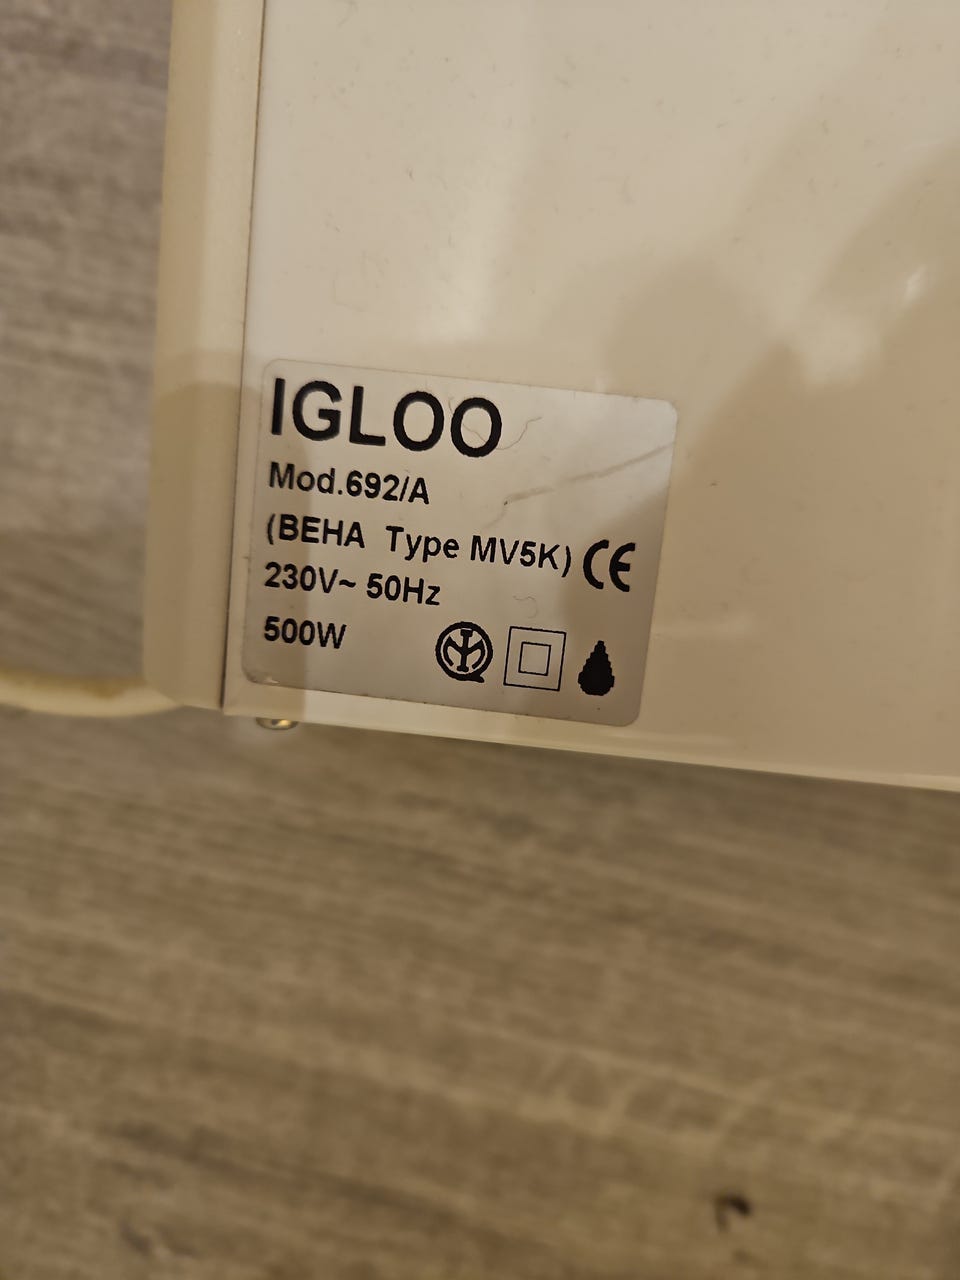 IGLOO
Mod.692/A
(BEHA Type MV5K) CE
230V~ 50Hz
500W